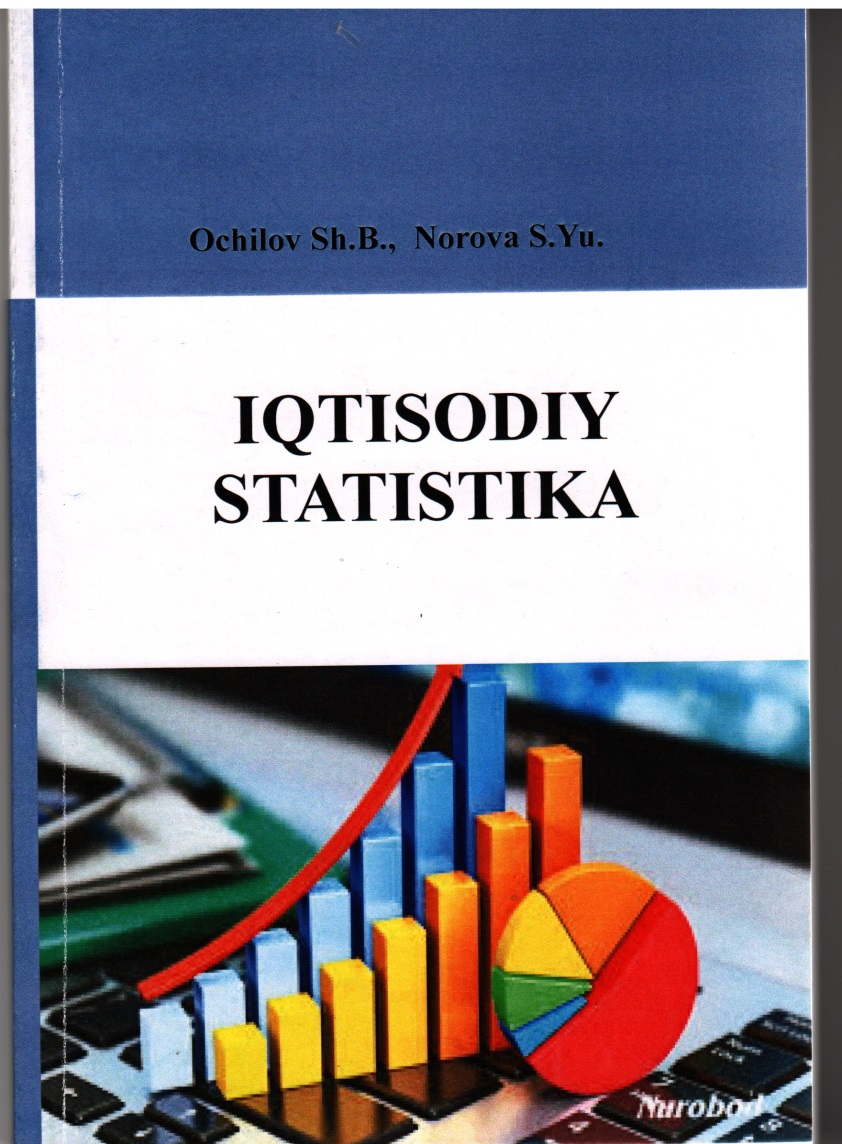 Ochilov Sh.B., Norova S.Yu.
IQTISODIY
STATISTIKA
Nurobod